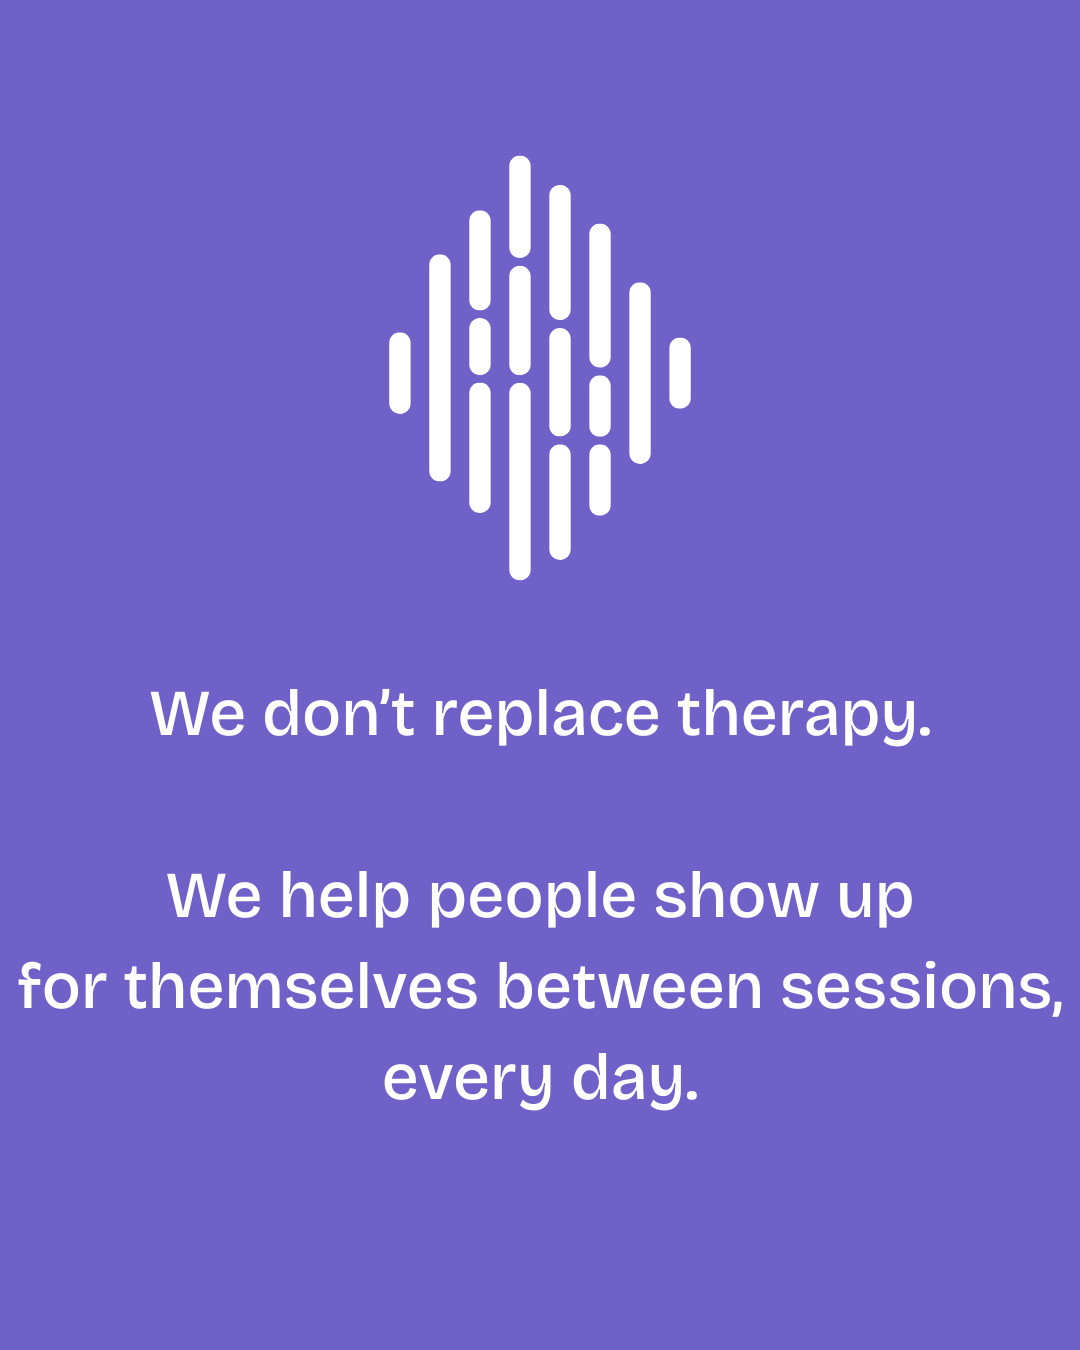 We don’t replace therapy.
We help people show up
for themselves between sessions,
every day.